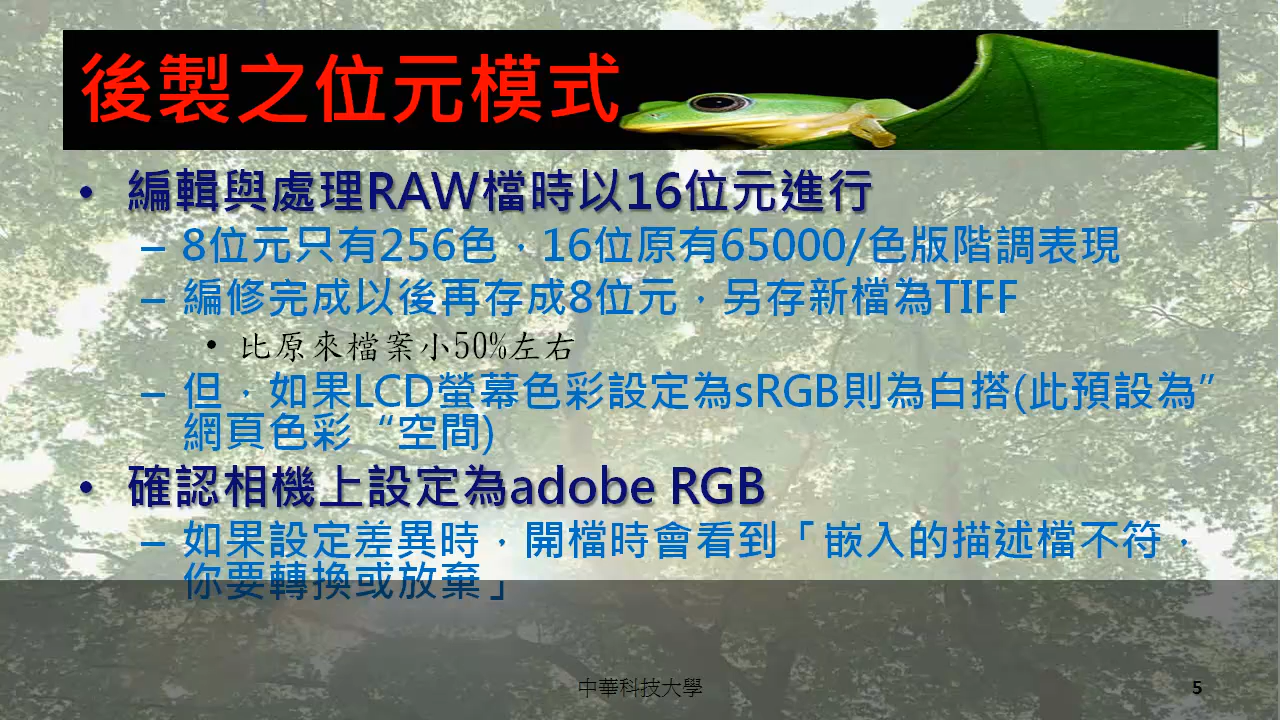 後製之位元模式
• 編輯與處理RAW檔時以16位元進行
– 8位元只有256色，16位原有65000/色版階調表現
– 編修完成以後再存成8位元，另存新檔為TIFF
• 比原來檔案小50%左右
– 但，如果LCD螢幕色彩設定為sRGB則為白搭(此預設為”
網頁色彩“空間)
• 確認相機上設定為adobe RGB
– 如果設定差異時，開檔時會看到「嵌入的描述檔不符，
你要轉換或放棄」
中華科技大學
5